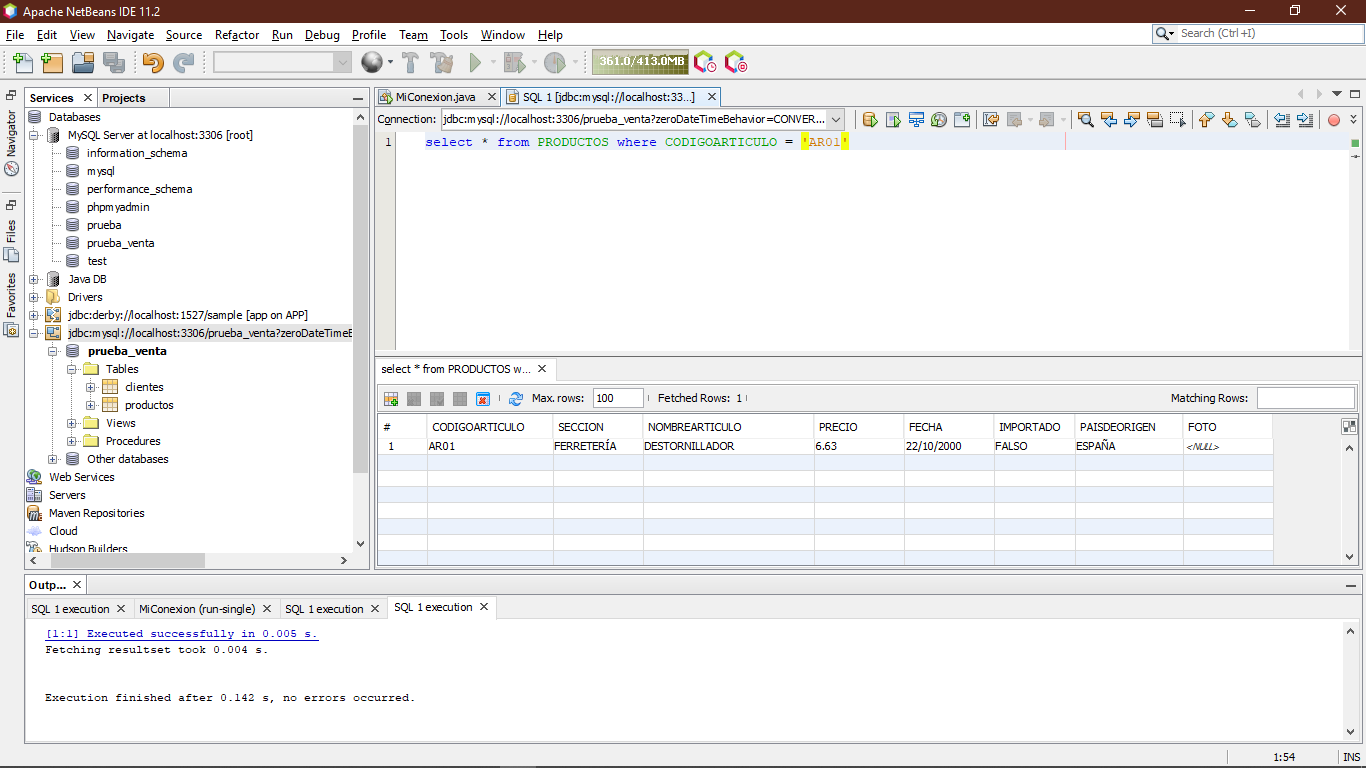 Apache NetBeans IDE 11.2
File Edit View Navigate Source Refactor Run Debug Profile Team Tools Window Help
Search (Ctrl+I)
361.0/413.0MB
Navigator
Files
Favorites
Services Projects
Databases
MySQL Server at localhost:3306 [root]
information_schema
mysql
performance_schema
phpmyadmin
prueba
prueba_venta
test
Java DB
Drivers
jdbc:derby://localhost:1527/sample [app on APP]
jdbc:mysql://localhost:3306/prueba_venta?zeroDateTimeB
prueba_venta
Tables
clientes
productos
Views
Procedures
Other databases
Web Services
Servers
Maven Repositories
Cloud
Hudson Builders
MiConexion.java SQL 1 [jdbc:mysql://localhost:33...]
Connection: jdbc:mysql://localhost:3306/prueba_venta?zeroDateTimeBehavior=CONVER...
1 select * from PRODUCTOS where CODIGOARTICULO = 'AR01'
select * from PRODUCTOS w...
Max. rows: 100 Fetched Rows: 1 Matching Rows:
# CODIGOARTICULO SECCION NOMBREARTICULO PRECIO FECHA IMPORTADO PAISDEORIGEN FOTO
1 AR01 FERRETERÍA DESTORNILLADOR 6.63 22/10/2000 FALSO ESPAÑA <NULL>
Outp...
SQL 1 execution MiConexion (run-single) SQL 1 execution SQL 1 execution
[1:1] Executed successfully in 0.005 s.
Fetching resultset took 0.004 s.
Execution finished after 0.142 s, no errors occurred.
1:54 INS